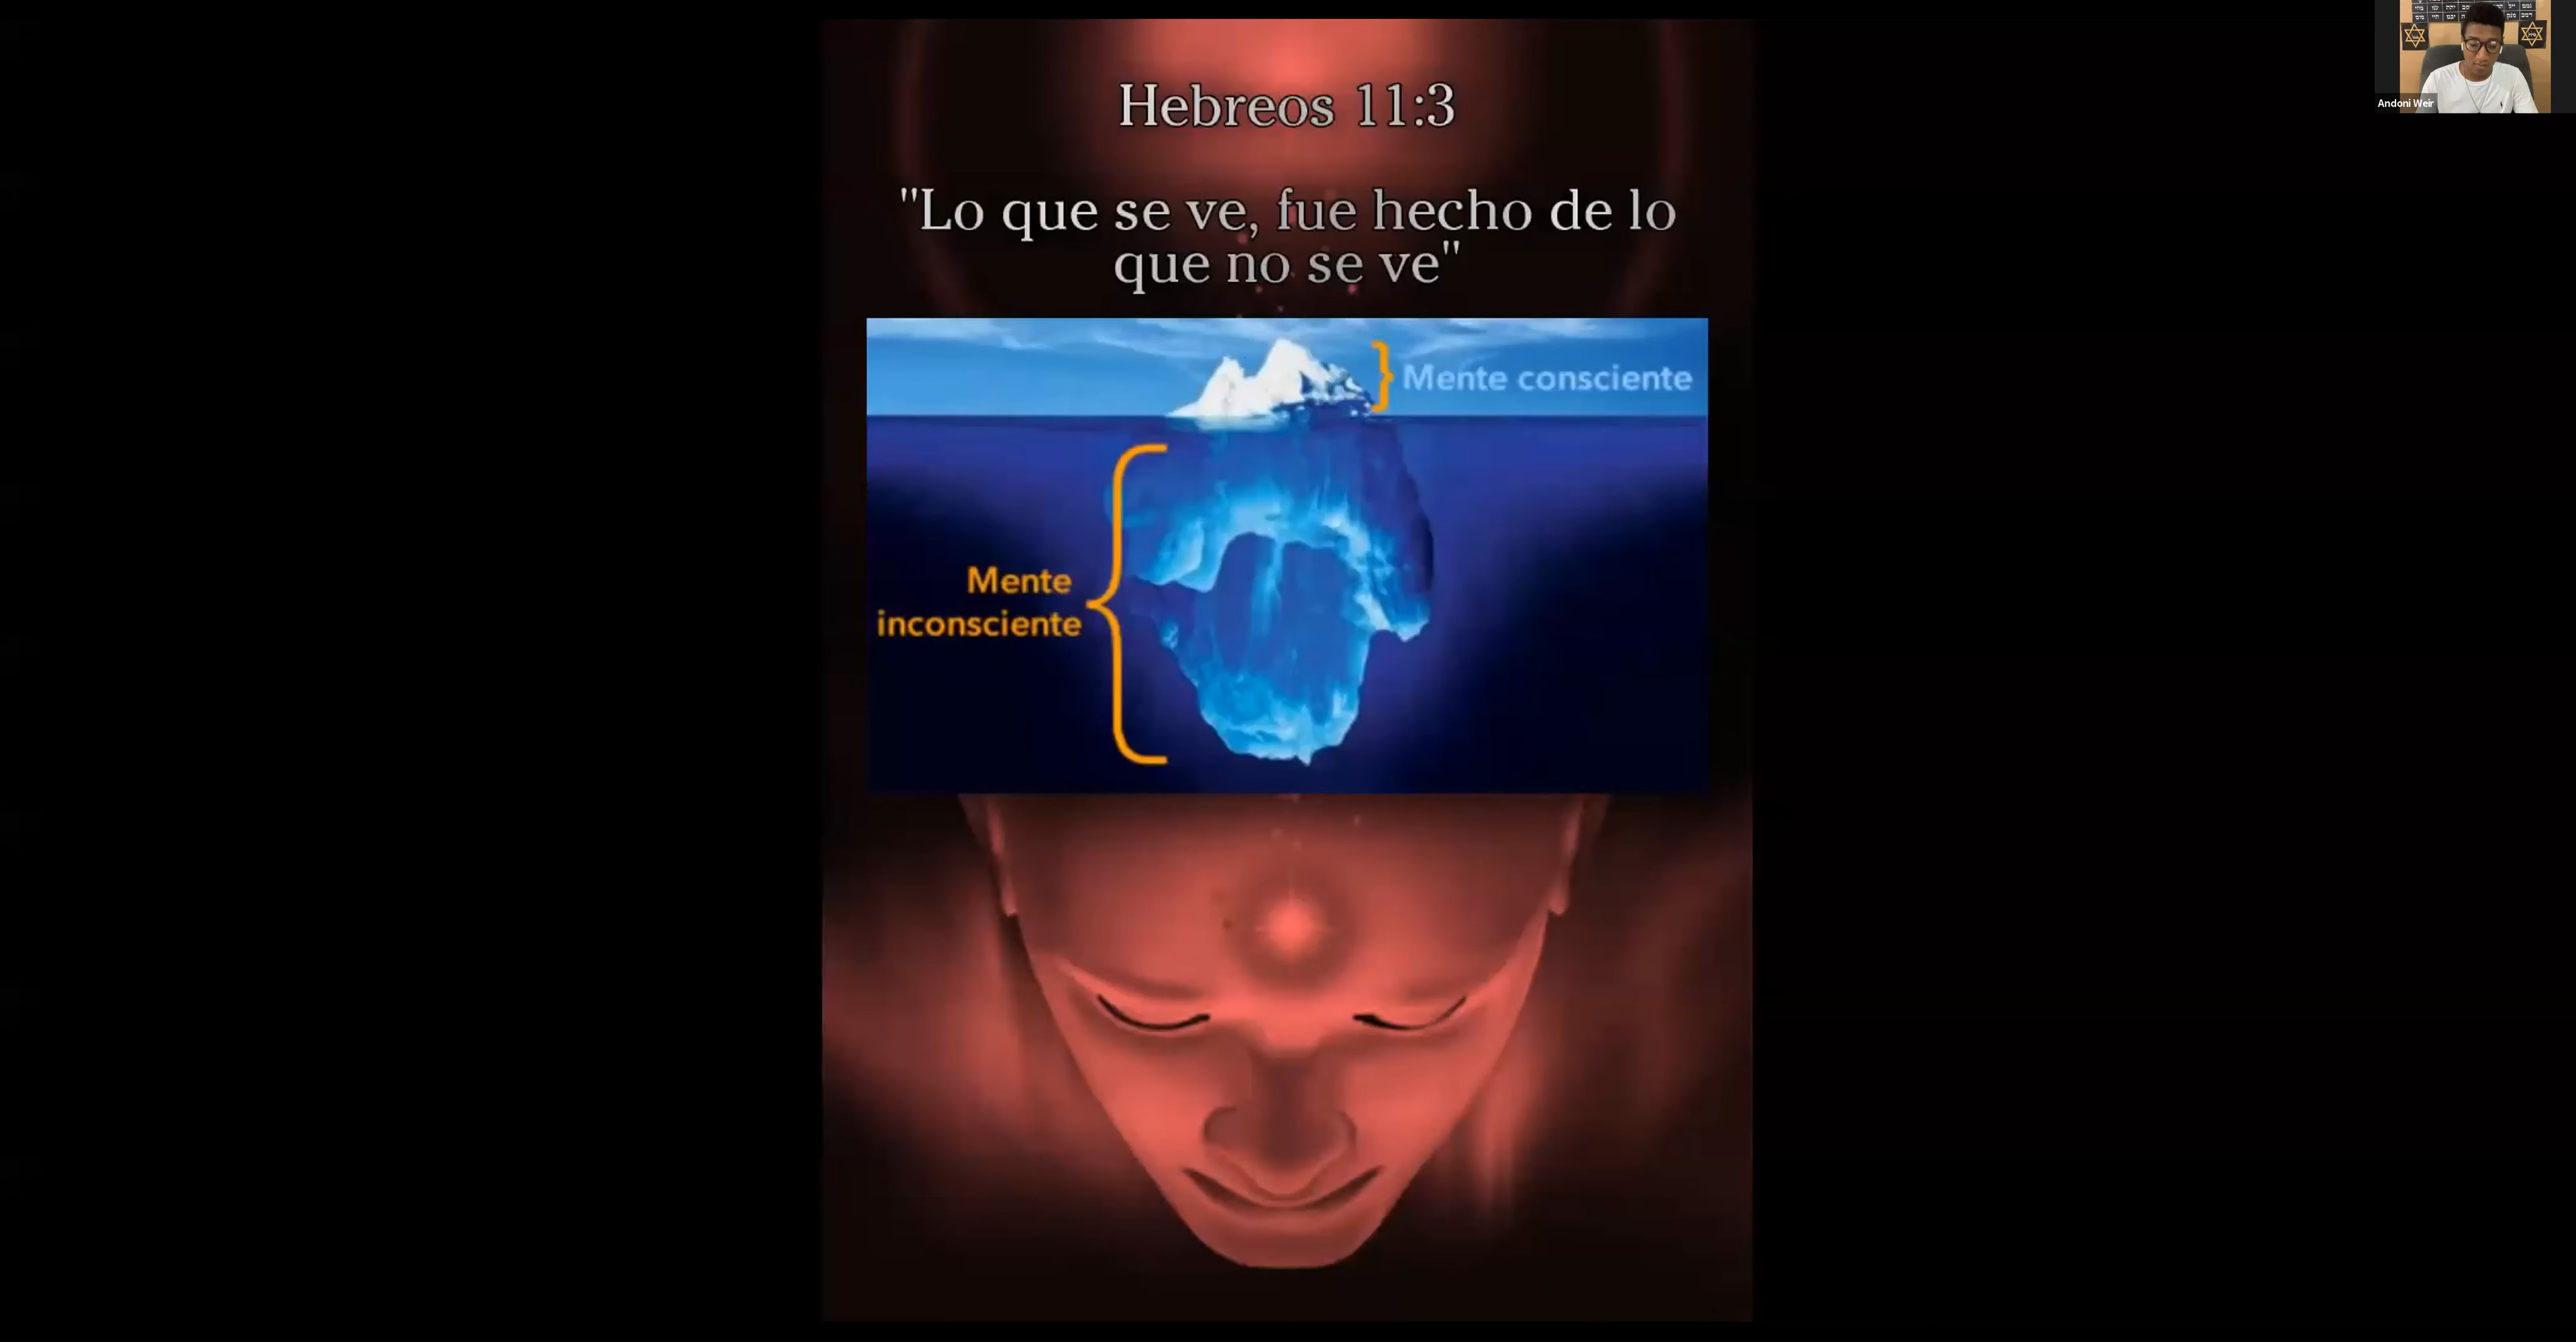 Hebreos 11:3
"Lo que se ve, fue hecho de lo
que no se ve"
Mente consciente
Mente
inconsciente
Andoni Weir